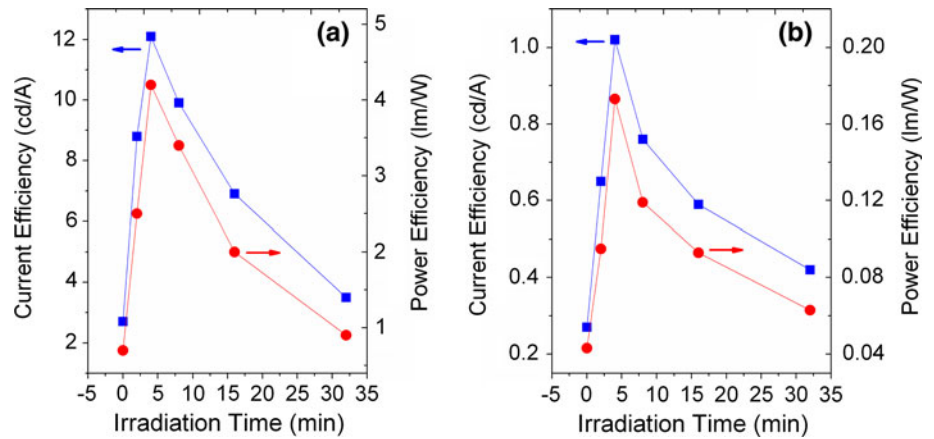 (a)
12
10
8
6
4
2
Current Efficiency (cd/A)
5
4
3
2
1
Power Efficiency (lm/W)
-5 0 5 10 15 20 25 30 35
Irradiation Time (min)
(b)
1.0
0.8
0.6
0.4
0.2
Current Efficiency (cd/A)
0.20
0.16
0.12
0.08
0.04
Power Efficiency (lm/W)
-5 0 5 10 15 20 25 30 35
Irradiation Time (min)